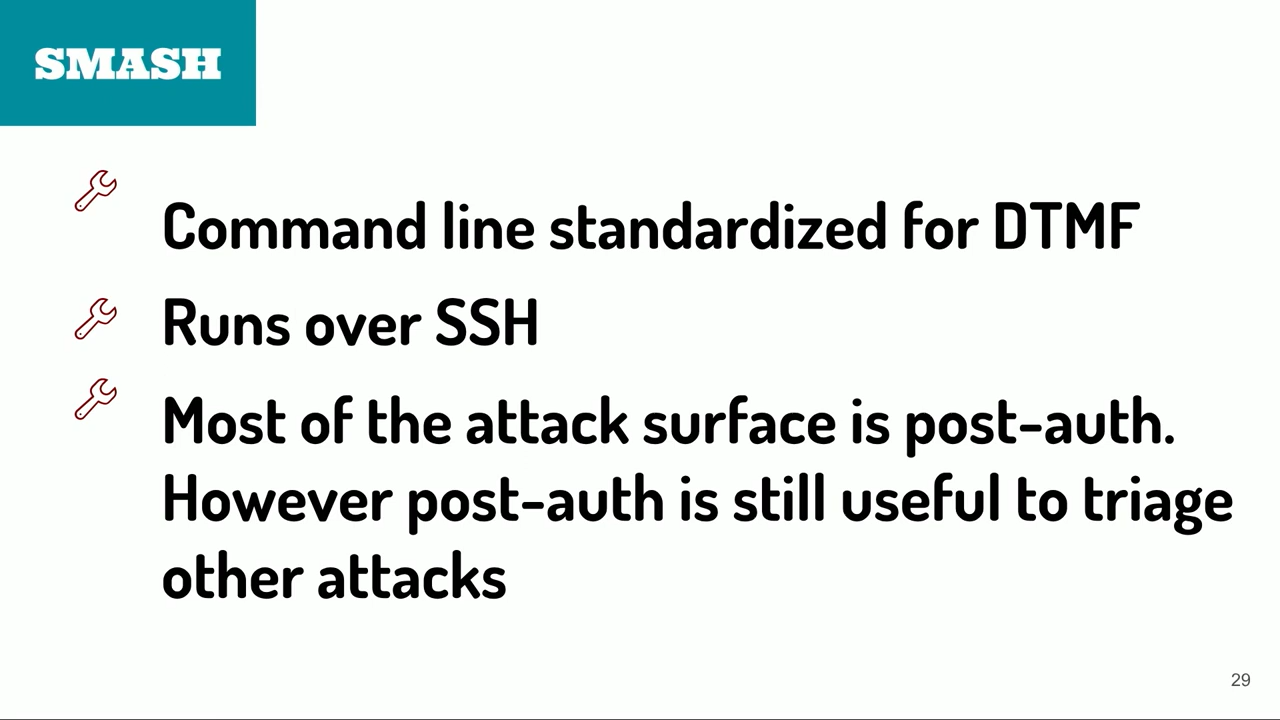 SMASH
Command line standardized for DTMF
Runs over SSH
Most of the attack surface is post-auth.
However post-auth is still useful to triage
other attacks
29